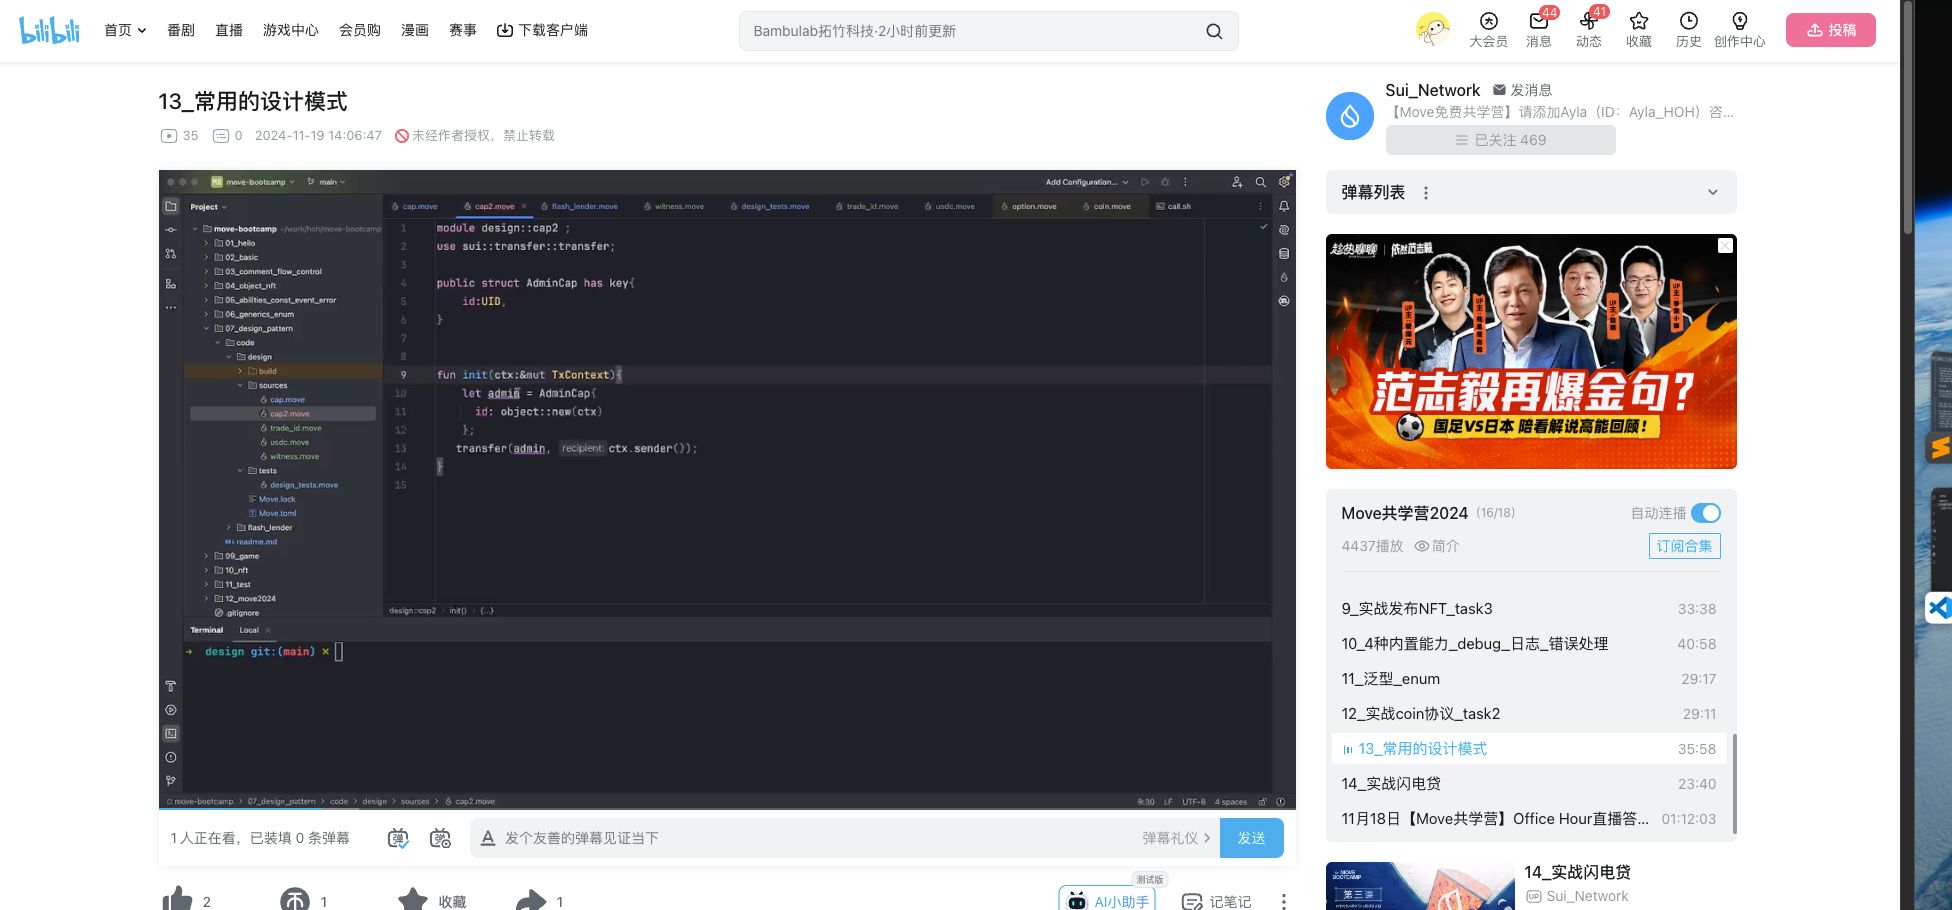 bilibili
首页 番剧 直播 游戏中心 会员购 漫画 赛事 下载客户端
Bambulab拓竹科技·2小时前更新
大会员 消息 44 动态 41 收藏 历史 创作中心 投稿
13_常用的设计模式
35 0 2024-11-19 14:06:47 未经作者授权，禁止转载
Sui_Network 发消息
【Move免费共学营】请添加Ayla（ID：Ayla_HOH）咨...
已关注 469
弹幕列表
move-bootcamp main Add Configuration...
Project
cap.move cap2.move flash_lender.move witness.move design_tests.move trade_id.move usdc.move option.move coin.move call.sh
move-bootcamp ~/work/hoh/move-bootcamp
01_hello
02_basic
03_comment_flow_control
04_object_nft
05_abilities_const_event_error
06_generics_enum
07_design_pattern
code
design
build
sources
cap.move
cap2.move
trade_id.move
usdc.move
witness.move
tests
design_tests.move
Move.lock
Move.toml
flash_lender
readme.md
09_game
10_nft
11_test
12_move2024
.gitignore
1 module design::cap2 ;
2 use sui::transfer::transfer;
3
4 public struct AdminCap has key{
5 id:UID,
6 }
7
8
9 fun init(ctx:&mut TxContext){
10 let admin = AdminCap{
11 id: object::new(ctx)
12 };
13 transfer(admin, recipient: ctx.sender());
14 }
15
design::cap2 init() {...}
Terminal Local
→ design git:(main) ×
move-bootcamp 07_design_pattern code design sources cap2.move
9:30 LF UTF-8 4 spaces
1人正在看，已装填 0 条弹幕
发个友善的弹幕见证当下
弹幕礼仪 发送
2 1 收藏 1
测试版
AI小助手 记笔记
趁热聊聊 依然范志毅
范志毅再爆金句？
国足VS日本 陪看解说高能回顾！
Move共学营2024 (16/18) 自动连播
4437播放 简介 订阅合集
9_实战发布NFT_task3 33:38
10_4种内置能力_debug_日志_错误处理 40:58
11_泛型_enum 29:17
12_实战coin协议_task2 29:11
13_常用的设计模式 35:58
14_实战闪电贷 23:40
11月18日【Move共学营】Office Hour直播答... 01:12:03
第三课
14_实战闪电贷
Sui_Network